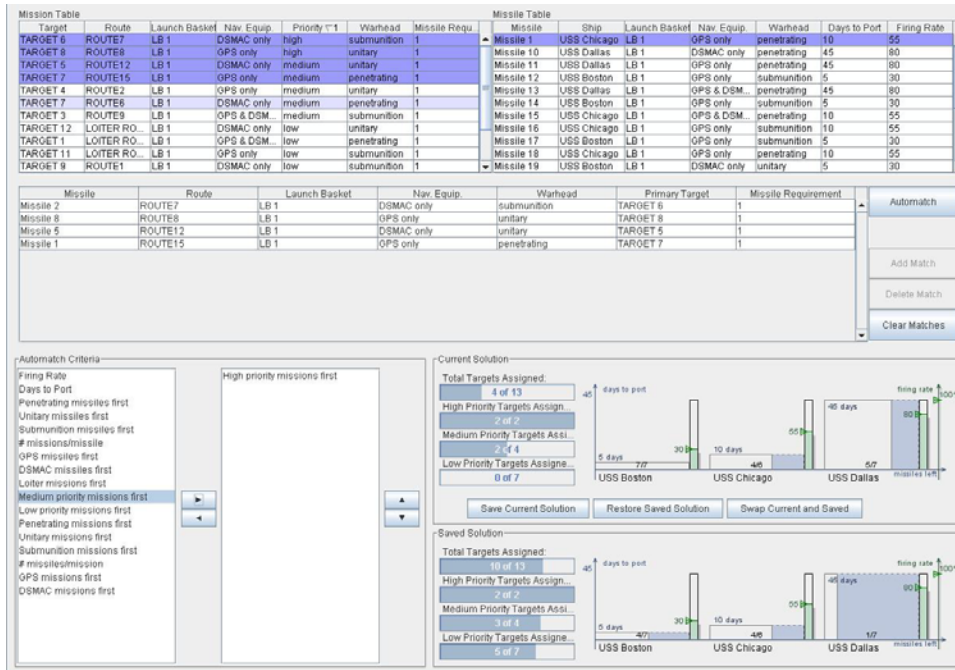 Mission Table
Target Route Launch Basket Nav. Equip. Priority Warhead Missile Requ...
TARGET 6 ROUTE7 LB 1 DSMAC only high submunition 1
TARGET 8 ROUTE8 LB 1 GPS only high unitary 1
TARGET 5 ROUTE12 LB 1 DSMAC only medium unitary 1
TARGET 7 ROUTE15 LB 1 GPS only medium penetrating 1
TARGET 4 ROUTE2 LB 1 GPS only medium unitary 1
TARGET 7 ROUTE6 LB 1 DSMAC only medium penetrating 1
TARGET 3 ROUTE9 LB 1 GPS & DSM... medium submunition 1
TARGET 12 LOITER RO... LB 1 DSMAC only low unitary 1
TARGET 1 LOITER RO... LB 1 GPS & DSM... low penetrating 1
TARGET 11 LOITER RO... LB 1 GPS only low submunition 1
TARGET 9 ROUTE1 LB 1 DSMAC only low submunition 1
Missile Table
Missile Ship Launch Basket Nav. Equip. Warhead Days to Port Firing Rate
Missile 1 USS Chicago LB 1 GPS only penetrating 10 55
Missile 10 USS Dallas LB 1 DSMAC only penetrating 45 80
Missile 11 USS Dallas LB 1 GPS only penetrating 45 80
Missile 12 USS Boston LB 1 GPS only submunition 5 30
Missile 13 USS Dallas LB 1 GPS & DSM... penetrating 45 80
Missile 14 USS Boston LB 1 GPS only submunition 5 30
Missile 15 USS Chicago LB 1 GPS & DSM... penetrating 10 55
Missile 16 USS Chicago LB 1 GPS only submunition 10 55
Missile 17 USS Boston LB 1 GPS only submunition 5 30
Missile 18 USS Chicago LB 1 GPS only penetrating 10 55
Missile 19 USS Boston LB 1 DSMAC only unitary 5 30
Missile Route Launch Basket Nav. Equip. Warhead Primary Target Missile Requirement
Missile 2 ROUTE7 LB 1 DSMAC only submunition TARGET 6 1
Missile 8 ROUTE8 LB 1 GPS only unitary TARGET 8 1
Missile 5 ROUTE12 LB 1 DSMAC only unitary TARGET 5 1
Missile 1 ROUTE15 LB 1 GPS only penetrating TARGET 7 1
Automatch
Add Match
Delete Match
Clear Matches
Automatch Criteria
Firing Rate
Days to Port
Penetrating missiles first
Unitary missiles first
Submunition missiles first
# missions/missile
GPS missiles first
DSMAC missiles first
Loiter missions first
Medium priority missions first
Low priority missions first
Penetrating missions first
Unitary missions first
Submunition missions first
# missiles/mission
GPS missions first
DSMAC missions first
High priority missions first
Current Solution
Total Targets Assigned:
4 of 13
High Priority Targets Assign...
2 of 2
Medium Priority Targets Assi...
2 of 4
Low Priority Targets Assigne...
0 of 7
45 days to port firing rate 100%
45 days 80
55
30
5 days 10 days
7/7 4/6 5/7 missiles left
USS Boston USS Chicago USS Dallas
Save Current Solution Restore Saved Solution Swap Current and Saved
Saved Solution
Total Targets Assigned:
10 of 13
High Priority Targets Assign...
2 of 2
Medium Priority Targets Assi...
3 of 4
Low Priority Targets Assigne...
5 of 7
45 days to port firing rate 100%
45 days 80
55
30
5 days 10 days
4/7 4/6 1/7 missiles left
USS Boston USS Chicago USS Dallas